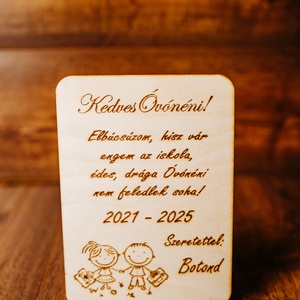 Kedves Óvónéni!
Elbúcsúzom, hisz vár
engem az iskola,
édes, drága Óvónéni
nem feledlek soha!
2021 - 2025
Szeretettel:
Botond